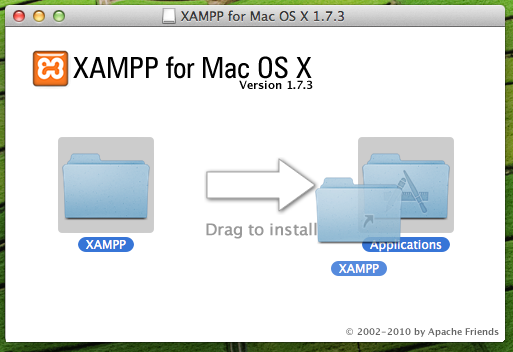 XAMPP for Mac OS X 1.7.3
XAMPP for Mac OS X
Version 1.7.3
Drag to install
XAMPP
Applications
XAMPP
© 2002-2010 by Apache Friends